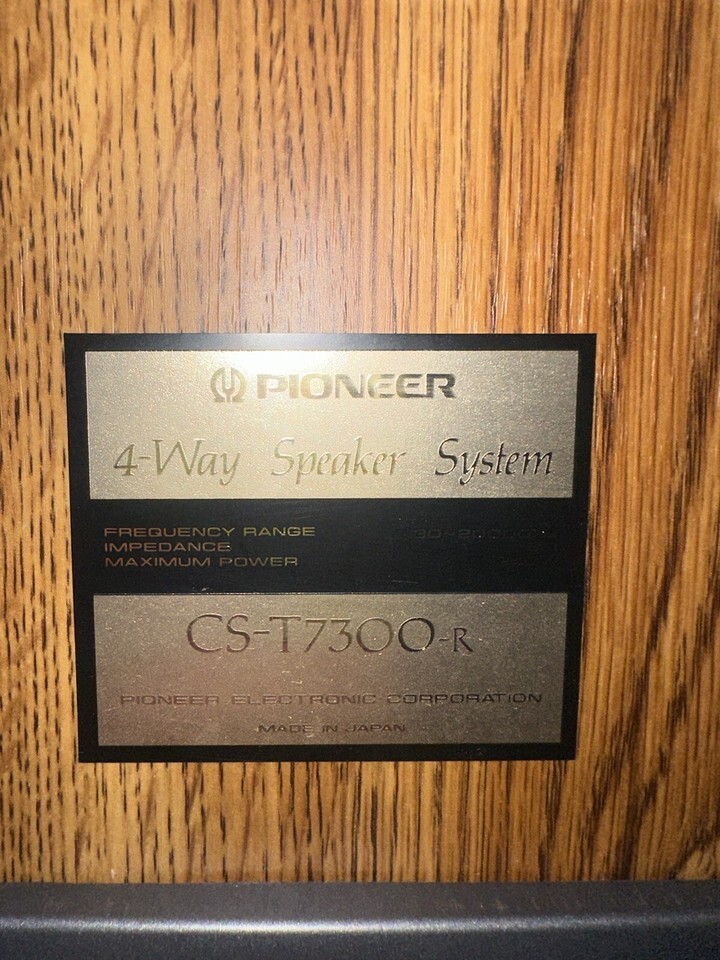 PIONEER
4-Way Speaker System
FREQUENCY RANGE
IMPEDANCE
MAXIMUM POWER
CS-T7300-R
PIONEER ELECTRONIC CORPORATION
MADE IN JAPAN